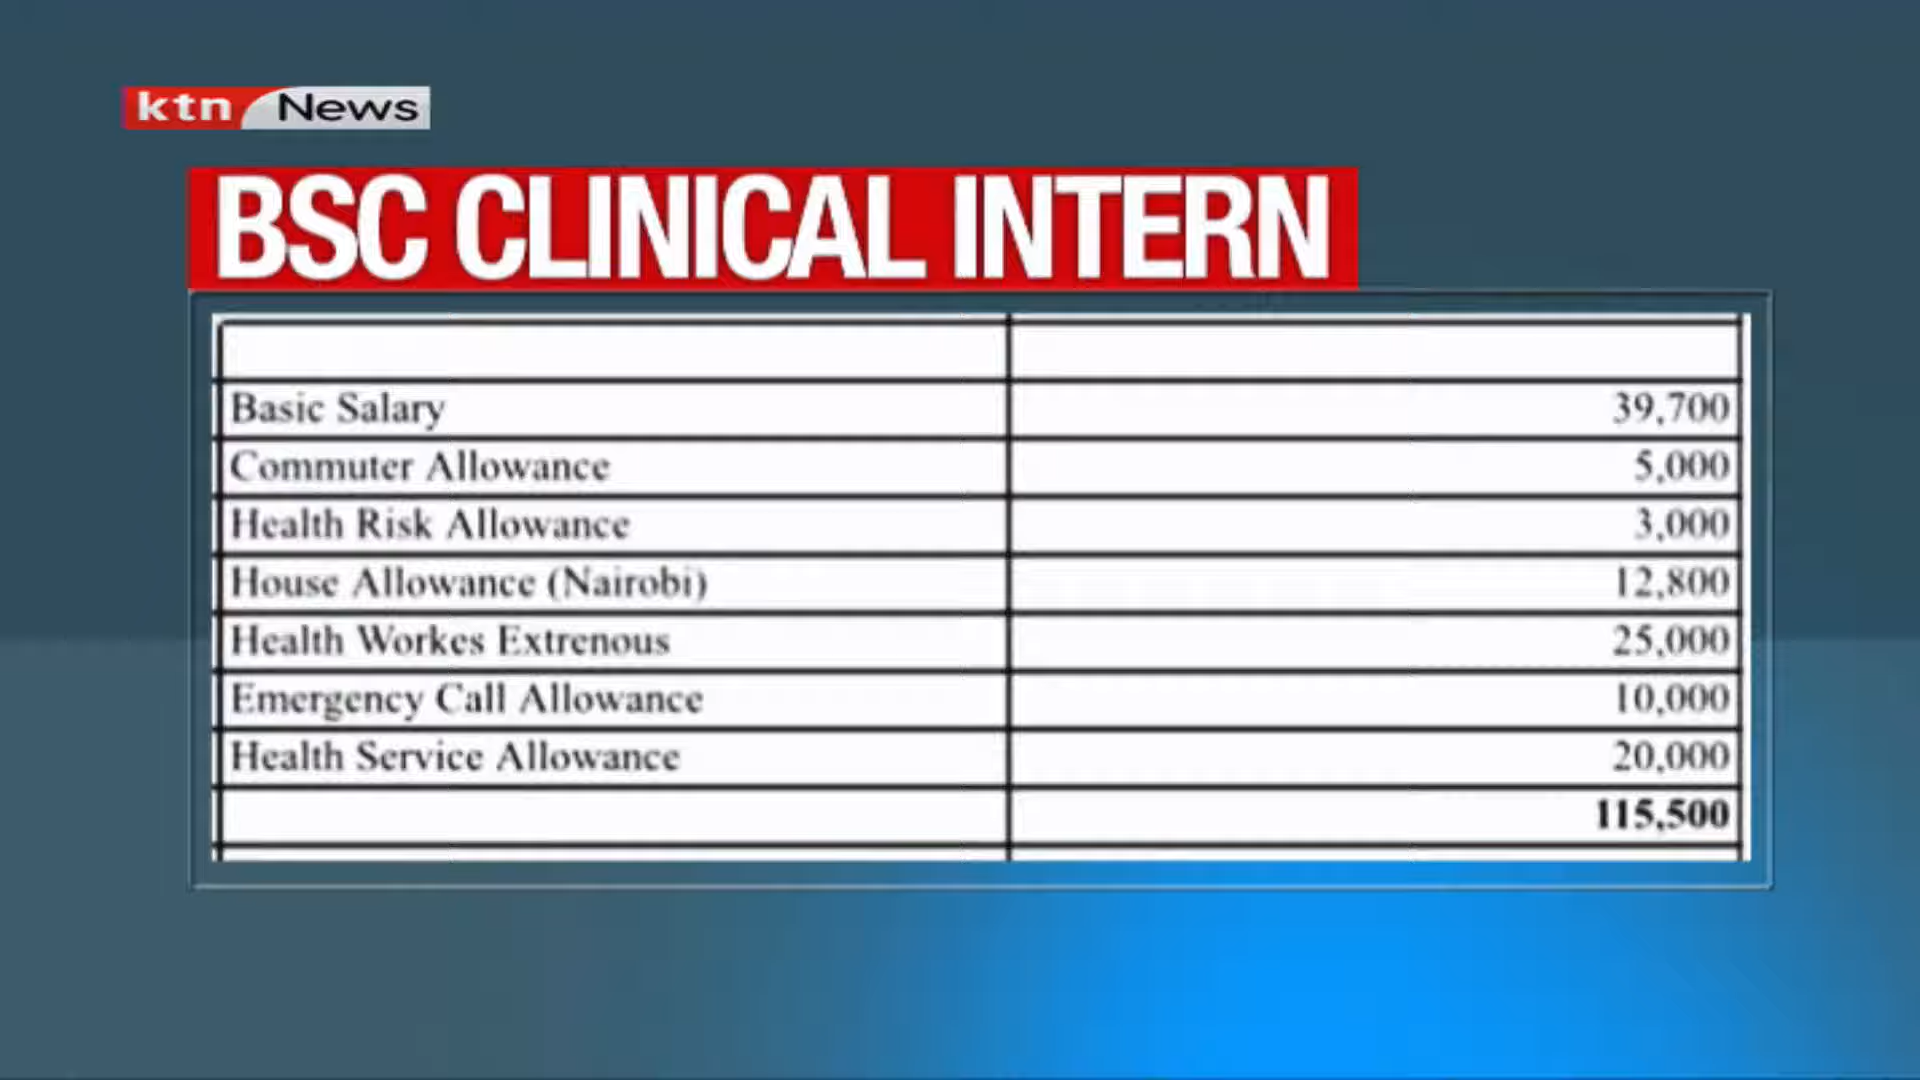 ktn News
BSC CLINICAL INTERN
Basic Salary 39,700
Commuter Allowance 5,000
Health Risk Allowance 3,000
House Allowance (Nairobi) 12,800
Health Workes Extrenous 25,000
Emergency Call Allowance 10,000
Health Service Allowance 20,000
115,500